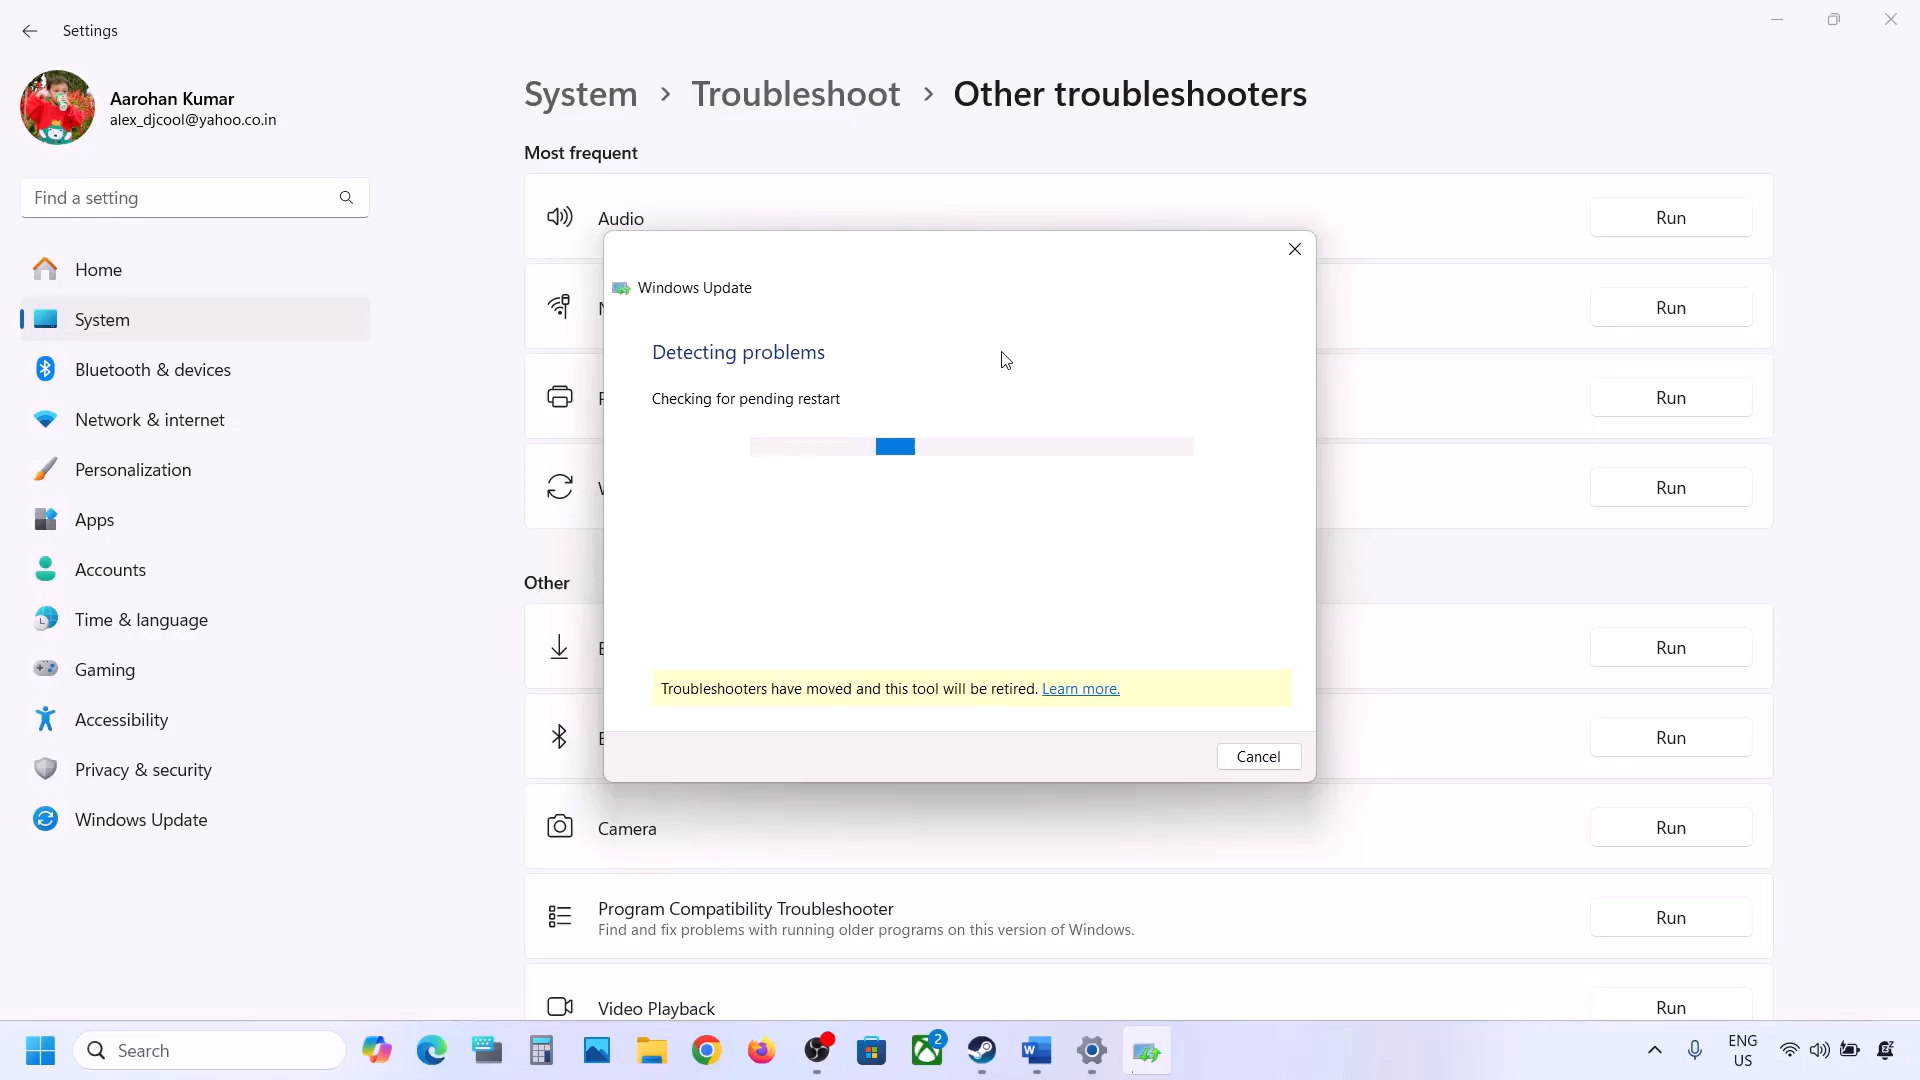 Settings
Aarohan Kumar
alex_djcool@yahoo.co.in
Find a setting
Home
System
Bluetooth & devices
Network & internet
Personalization
Apps
Accounts
Time & language
Gaming
Accessibility
Privacy & security
Windows Update
System > Troubleshoot > Other troubleshooters
Most frequent
Audio
Run
Run
Run
Run
Windows Update
Detecting problems
Checking for pending restart
Troubleshooters have moved and this tool will be retired. Learn more.
Cancel
Other
Run
Run
Camera
Run
Program Compatibility Troubleshooter
Find and fix problems with running older programs on this version of Windows.
Run
Video Playback
Run
Search
2
ENG
US